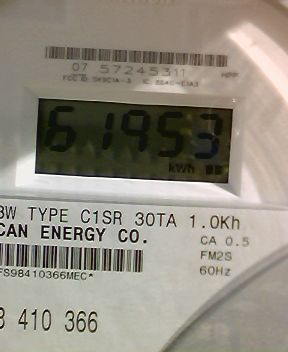 07 57245311
61953
kWh
3W TYPE C1SR 30TA 1.0Kh
CAN ENERGY CO.
CA 0.5
FM2S
60Hz
FS98410366MEC*
8 410 366